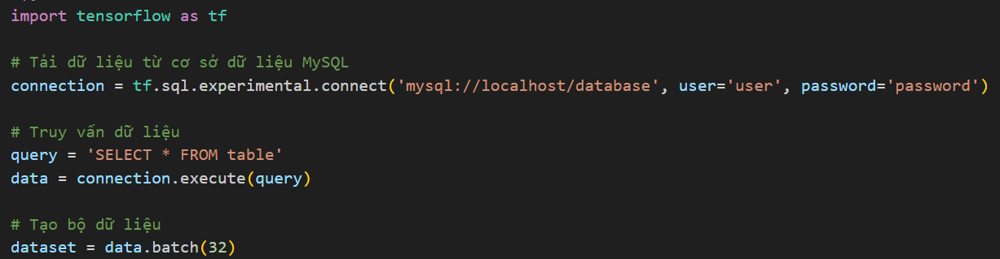 import tensorflow as tf
# Tải dữ liệu từ cơ sở dữ liệu MySQL
connection = tf.sql.experimental.connect('mysql://localhost/database', user='user', password='password')
# Truy vấn dữ liệu
query = 'SELECT * FROM table'
data = connection.execute(query)
# Tạo bộ dữ liệu
dataset = data.batch(32)